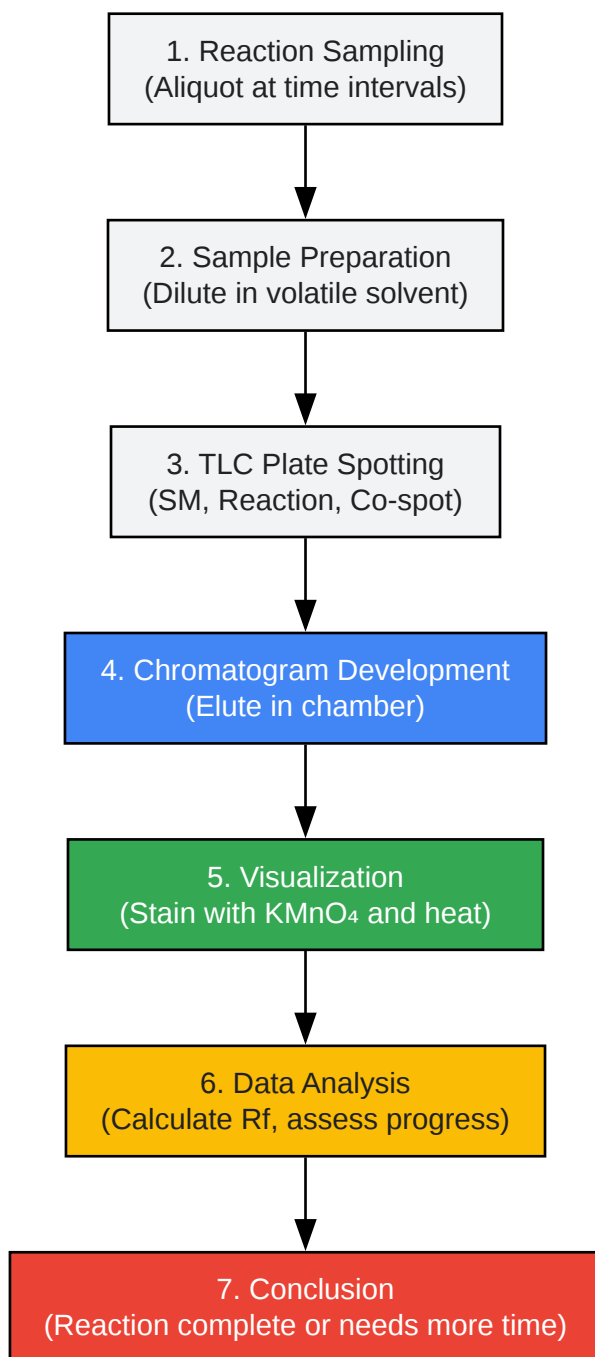 1. Reaction Sampling
(Aliquot at time intervals)
2. Sample Preparation
(Dilute in volatile solvent)
3. TLC Plate Spotting
(SM, Reaction, Co-spot)
4. Chromatogram Development
(Elute in chamber)
5. Visualization
(Stain with KMnO₄ and heat)
6. Data Analysis
(Calculate Rf, assess progress)
7. Conclusion
(Reaction complete or needs more time)